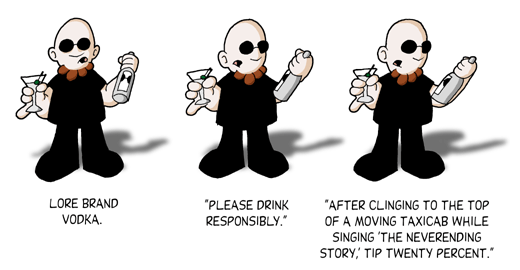 LORE BRAND
VODKA.
"PLEASE DRINK
RESPONSIBLY."
"AFTER CLINGING TO THE TOP
OF A MOVING TAXICAB WHILE
SINGING 'THE NEVERENDING
STORY,' TIP TWENTY PERCENT."